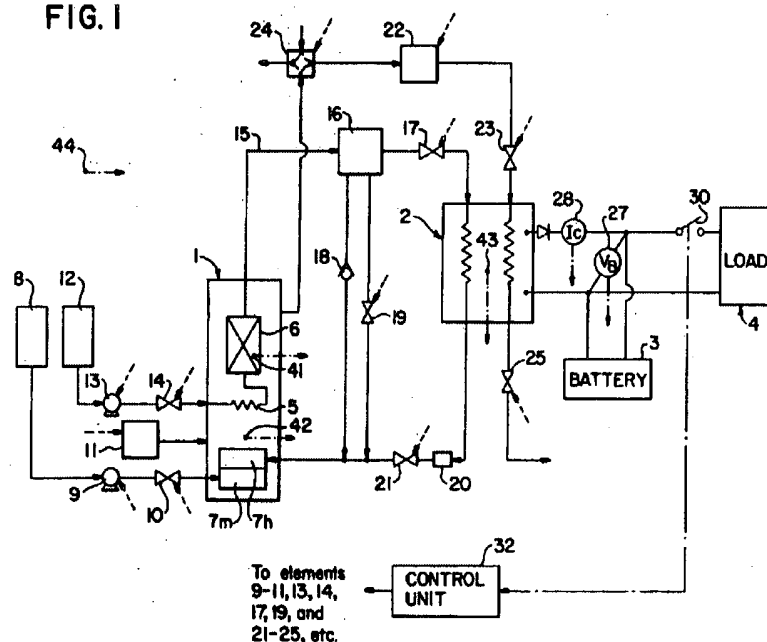 FIG. 1
24
22
16
15
17
23
44
2
28
Ic
27
VB
30
43
LOAD
4
1
18
19
8
12
6
41
13
14
5
25
3
BATTERY
11
42
9
10
7m
7h
21
20
32
CONTROL
UNIT
To elements
9-11, 13, 14,
17, 19, and
21-25, etc.